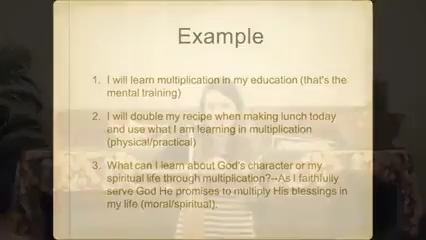 Example
1. I will learn multiplication in my education (that's the
mental training)
2. I will double my recipe when making lunch today
and use what I am learning in multiplication
(physical/practical)
3. What can I learn about God's character or my
spiritual life through multiplication?--As I faithfully
serve God He promises to multiply His blessings in
my life (moral/spiritual).